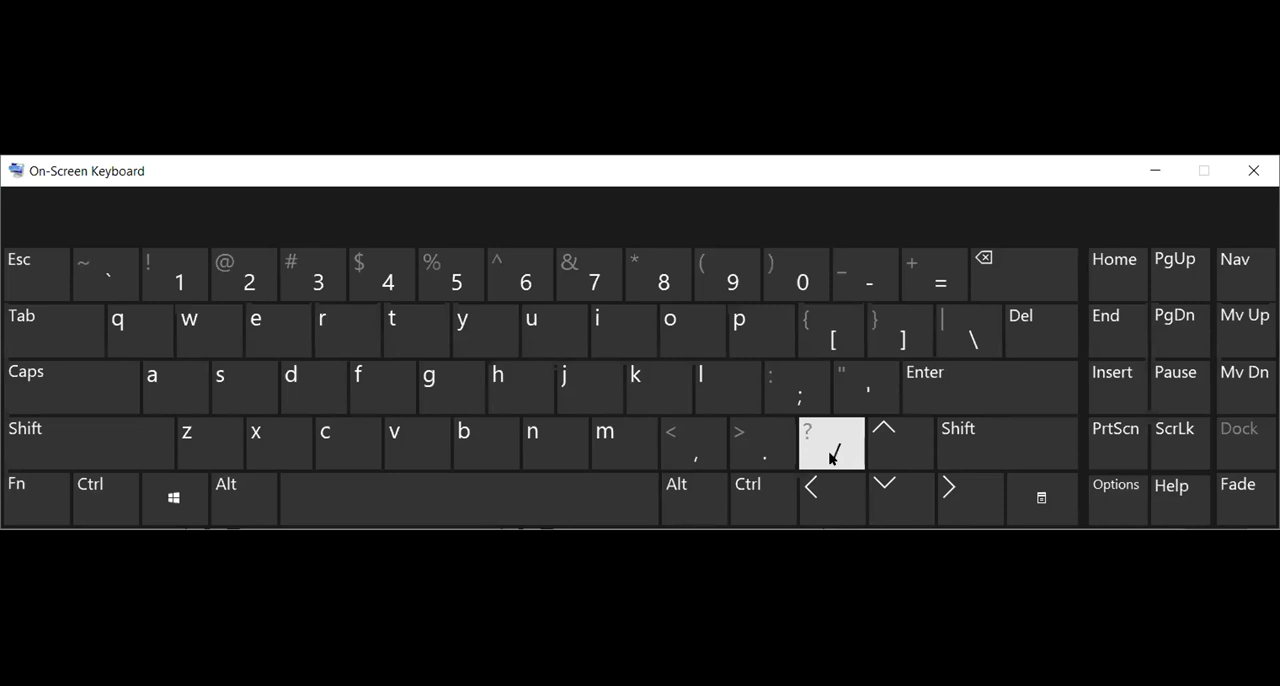 On-Screen Keyboard
Esc ~ ` ! 1 @ 2 # 3 $ 4 % 5 ^ 6 & 7 * 8 ( 9 ) 0 _ - + = Home PgUp Nav
Tab q w e r t y u i o p { [ } ] | \ Del End PgDn Mv Up
Caps a s d f g h j k l : ; " ' Enter Insert Pause Mv Dn
Shift z x c v b n m < , > . ? / Shift PrtScn ScrLk Dock
Fn Ctrl Alt Alt Ctrl Options Help Fade